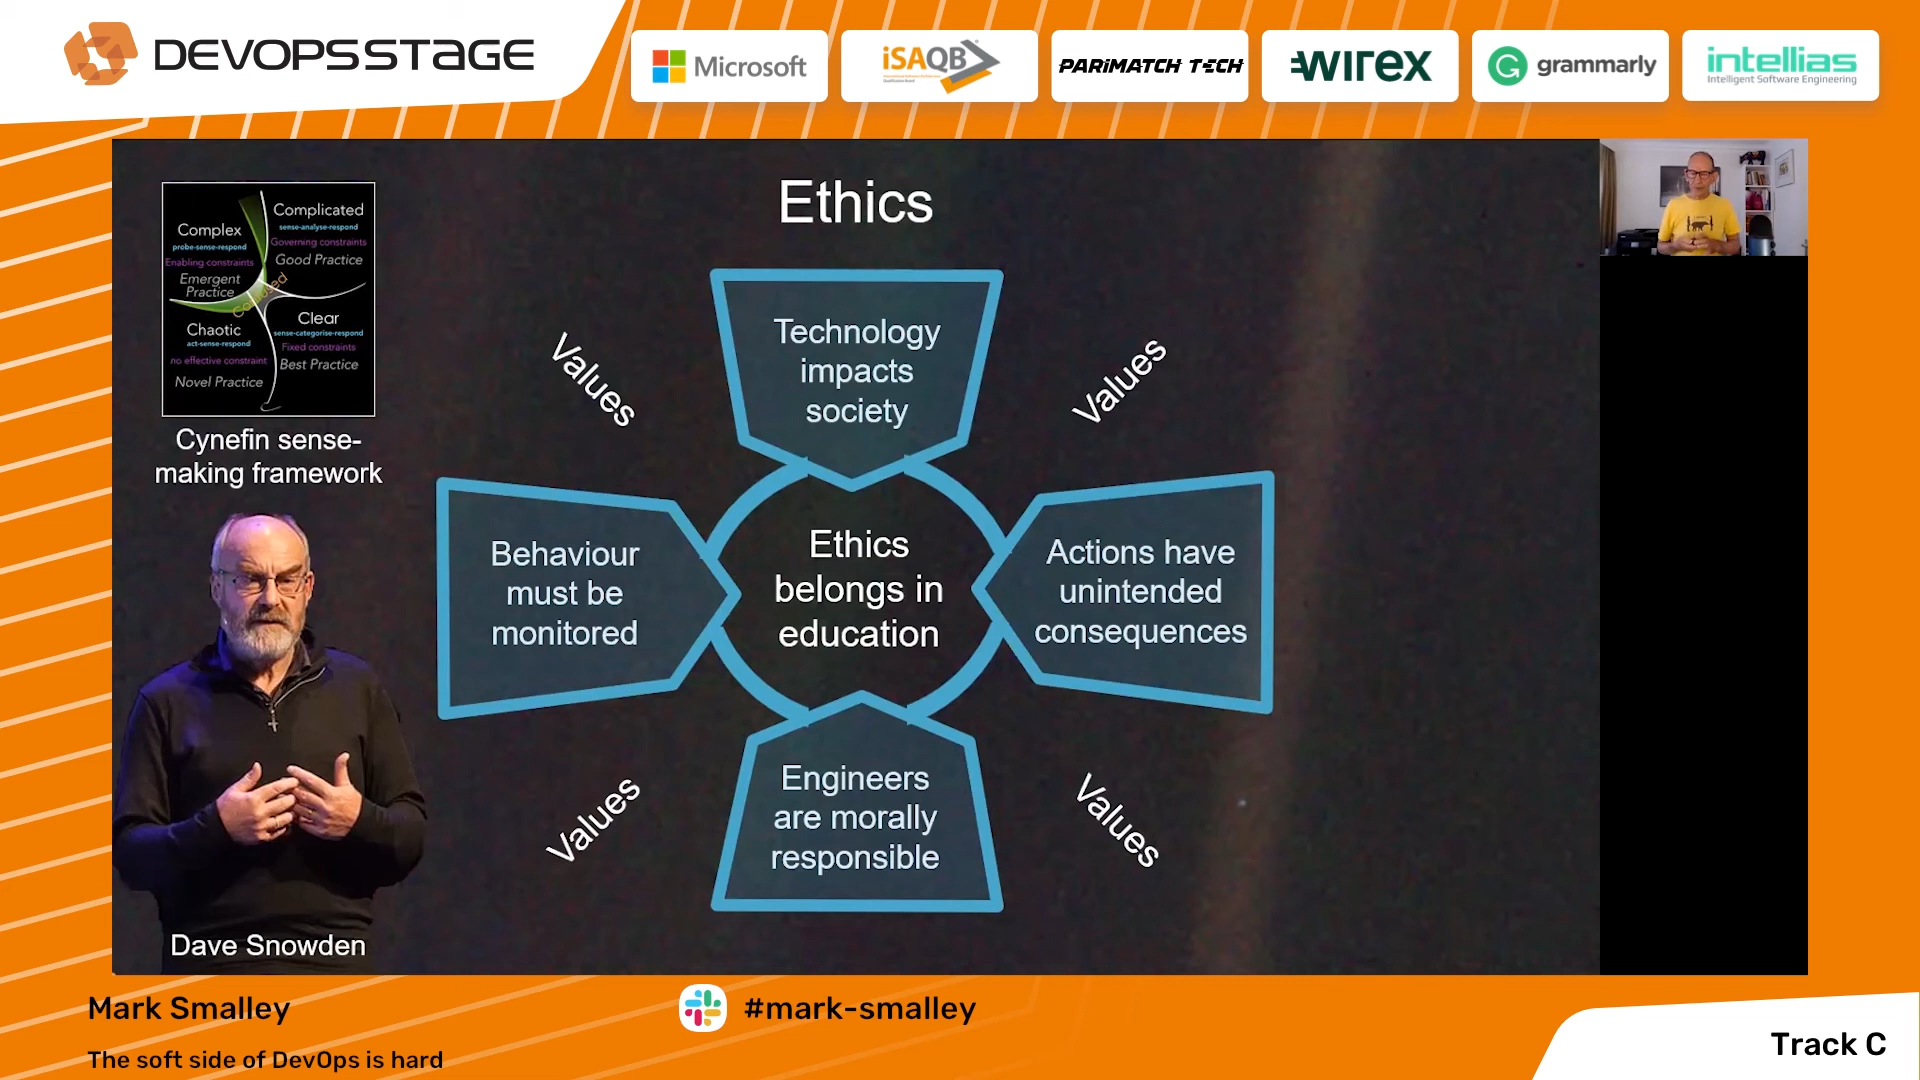 DEVOPSSTAGE
Microsoft
iSAQB
PARIMATCH TECH
WIREX
grammarly
intellias
Intelligent Software Engineering
Ethics
Complex
probe-sense-respond
Enabling constraints
Emergent
Practice
Complicated
sense-analyse-respond
Governing constraints
Good Practice
Confused
Chaotic
act-sense-respond
no effective constraint
Novel Practice
Clear
sense-categorise-respond
Fixed constraints
Best Practice
Cynefin sense-
making framework
Dave Snowden
Values
Technology
impacts
society
Values
Behaviour
must be
monitored
Ethics
belongs in
education
Actions have
unintended
consequences
Values
Engineers
are morally
responsible
Values
Mark Smalley
#mark-smalley
The soft side of DevOps is hard
Track C